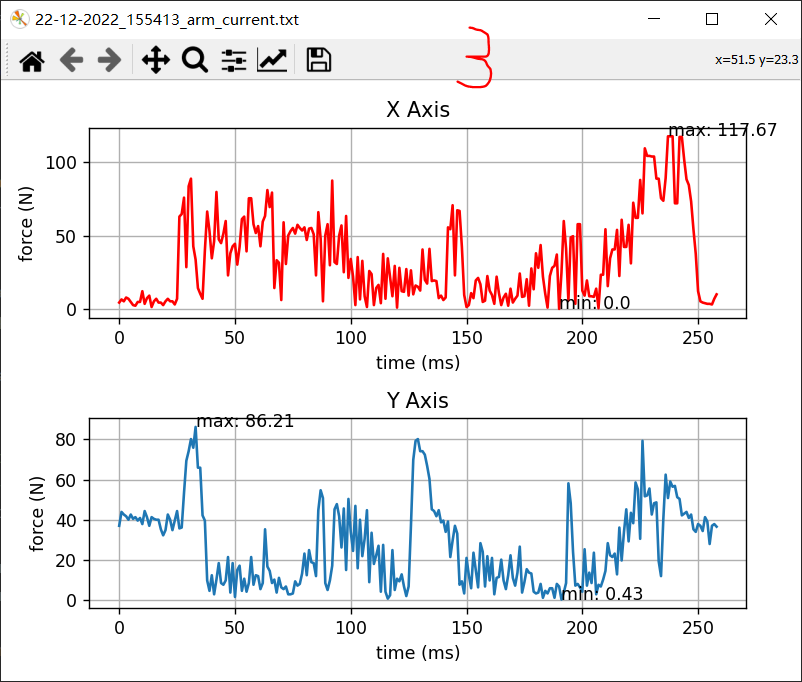 22-12-2022_155413_arm_current.txt
3
x=51.5 y=23.3
X Axis
max: 117.67
100
50
0
force (N)
min: 0.0
0 50 100 150 200 250
time (ms)
Y Axis
max: 86.21
80
60
40
20
0
force (N)
min: 0.43
0 50 100 150 200 250
time (ms)